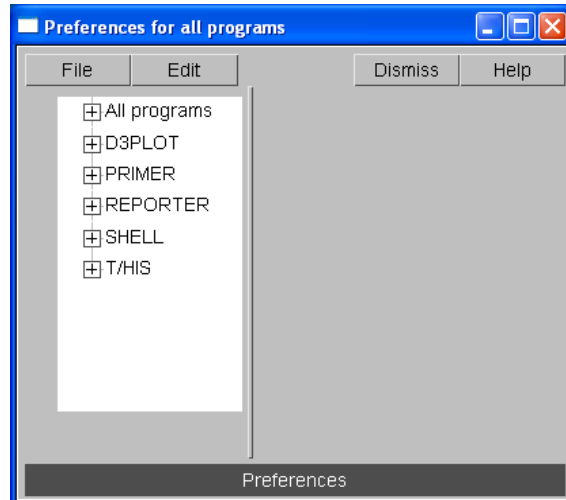 Preferences for all programs
File Edit Dismiss Help
All programs
D3PLOT
PRIMER
REPORTER
SHELL
T/HIS
Preferences